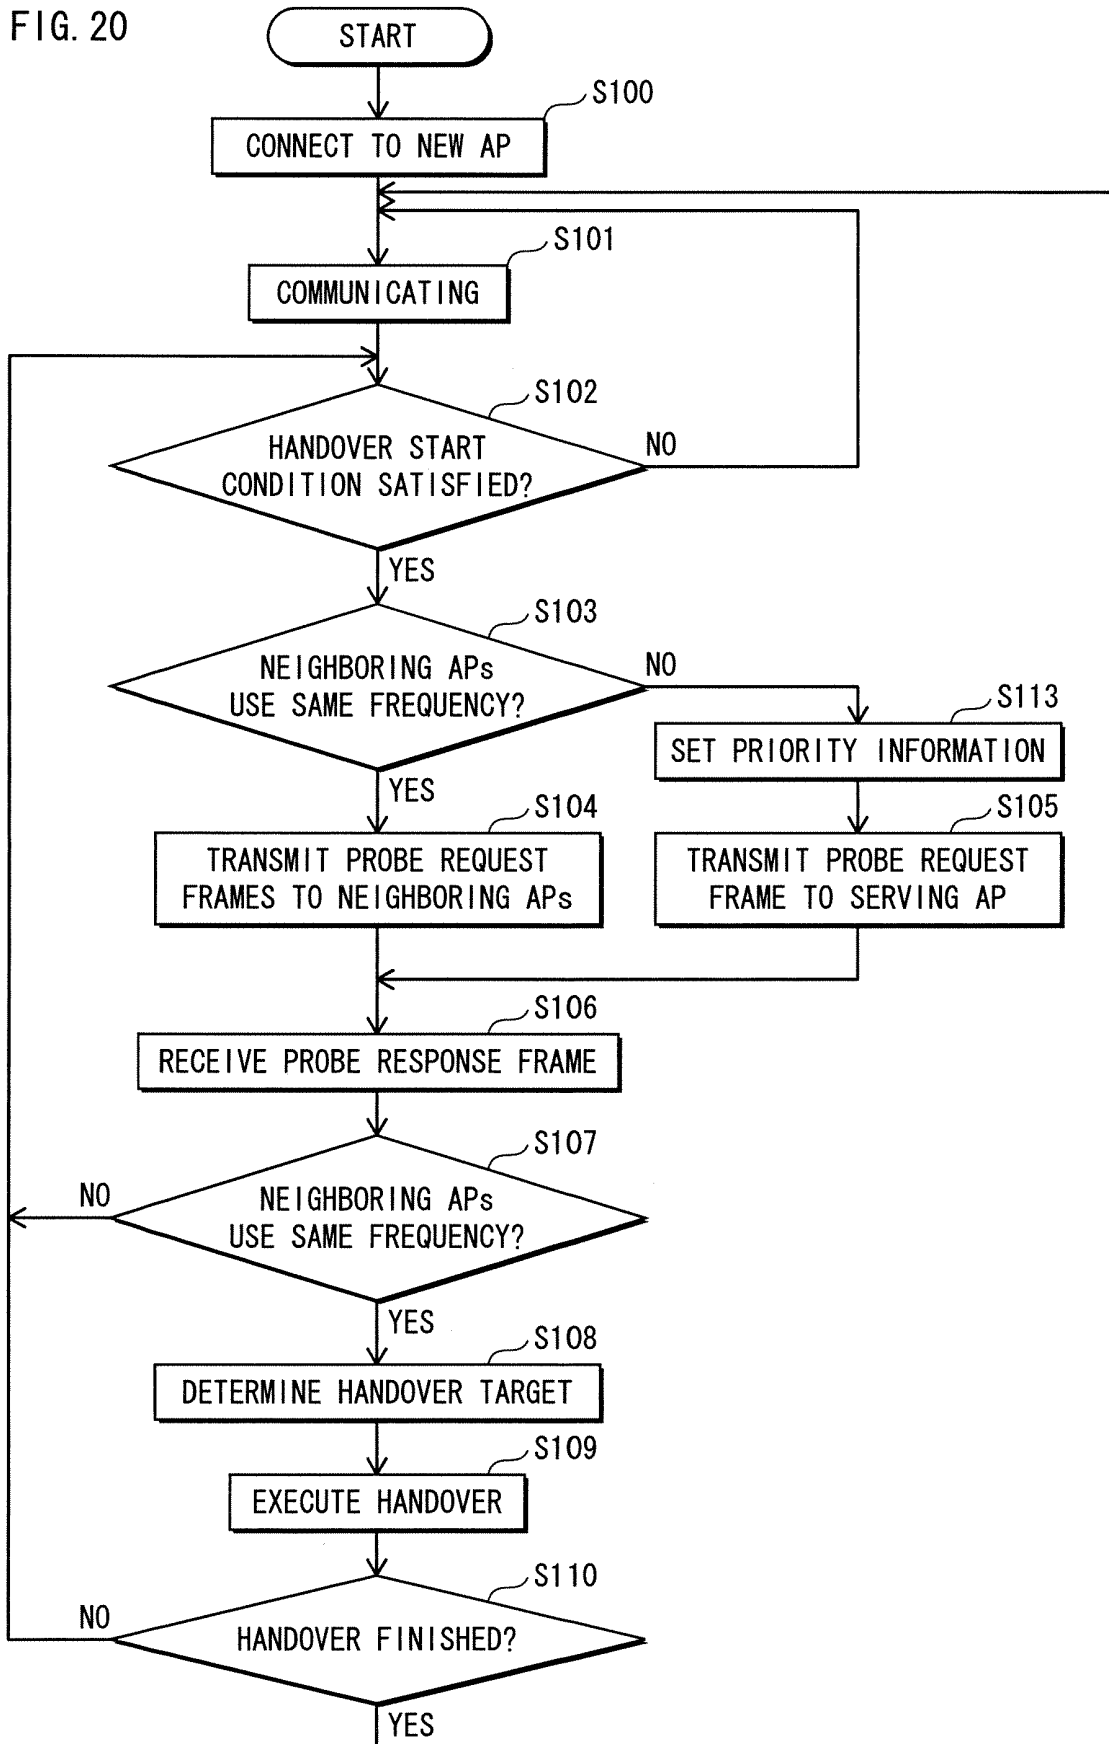 FIG. 20
START
S100
CONNECT TO NEW AP
S101
COMMUNICATING
S102
HANDOVER START
CONDITION SATISFIED?
NO
YES
S103
NEIGHBORING APs
USE SAME FREQUENCY?
NO
YES
S113
SET PRIORITY INFORMATION
S104
TRANSMIT PROBE REQUEST
FRAMES TO NEIGHBORING APs
S105
TRANSMIT PROBE REQUEST
FRAME TO SERVING AP
S106
RECEIVE PROBE RESPONSE FRAME
S107
NEIGHBORING APs
USE SAME FREQUENCY?
NO
YES
S108
DETERMINE HANDOVER TARGET
S109
EXECUTE HANDOVER
S110
HANDOVER FINISHED?
NO
YES